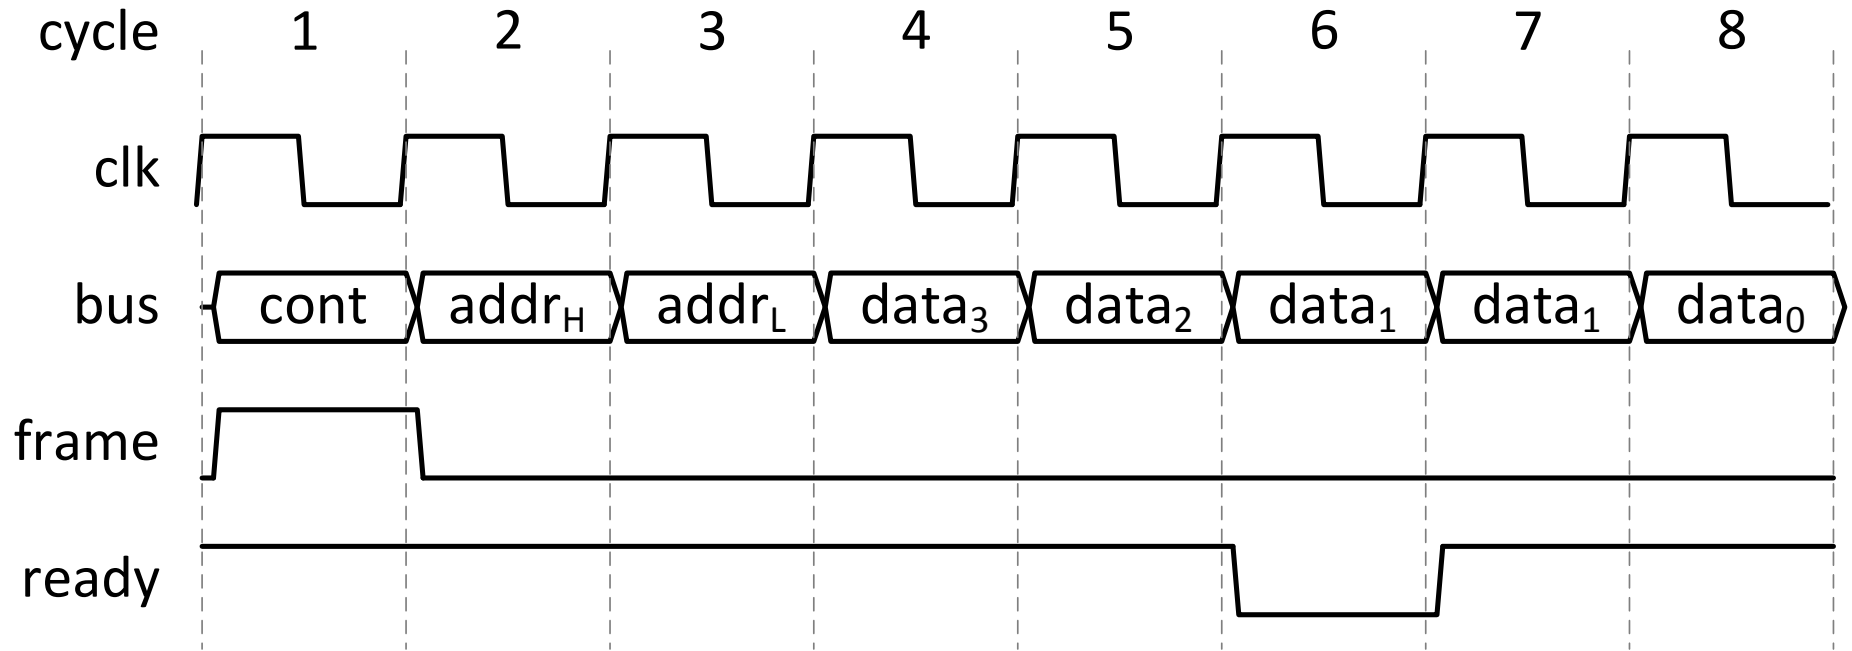 cycle 1 2 3 4 5 6 7 8
clk
bus cont addrH addrL data3 data2 data1 data1 data0
frame
ready